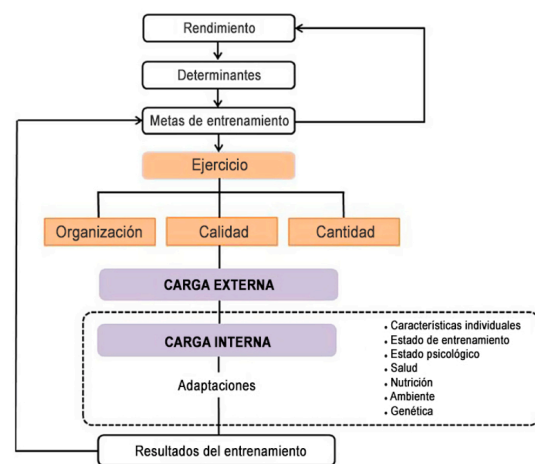 Rendimiento
Determinantes
Metas de entrenamiento
Ejercicio
Organización
Calidad
Cantidad
CARGA EXTERNA
CARGA INTERNA
Adaptaciones
• Características individuales
• Estado de entrenamiento
• Estado psicológico
• Salud
• Nutrición
• Ambiente
• Genética
Resultados del entrenamiento